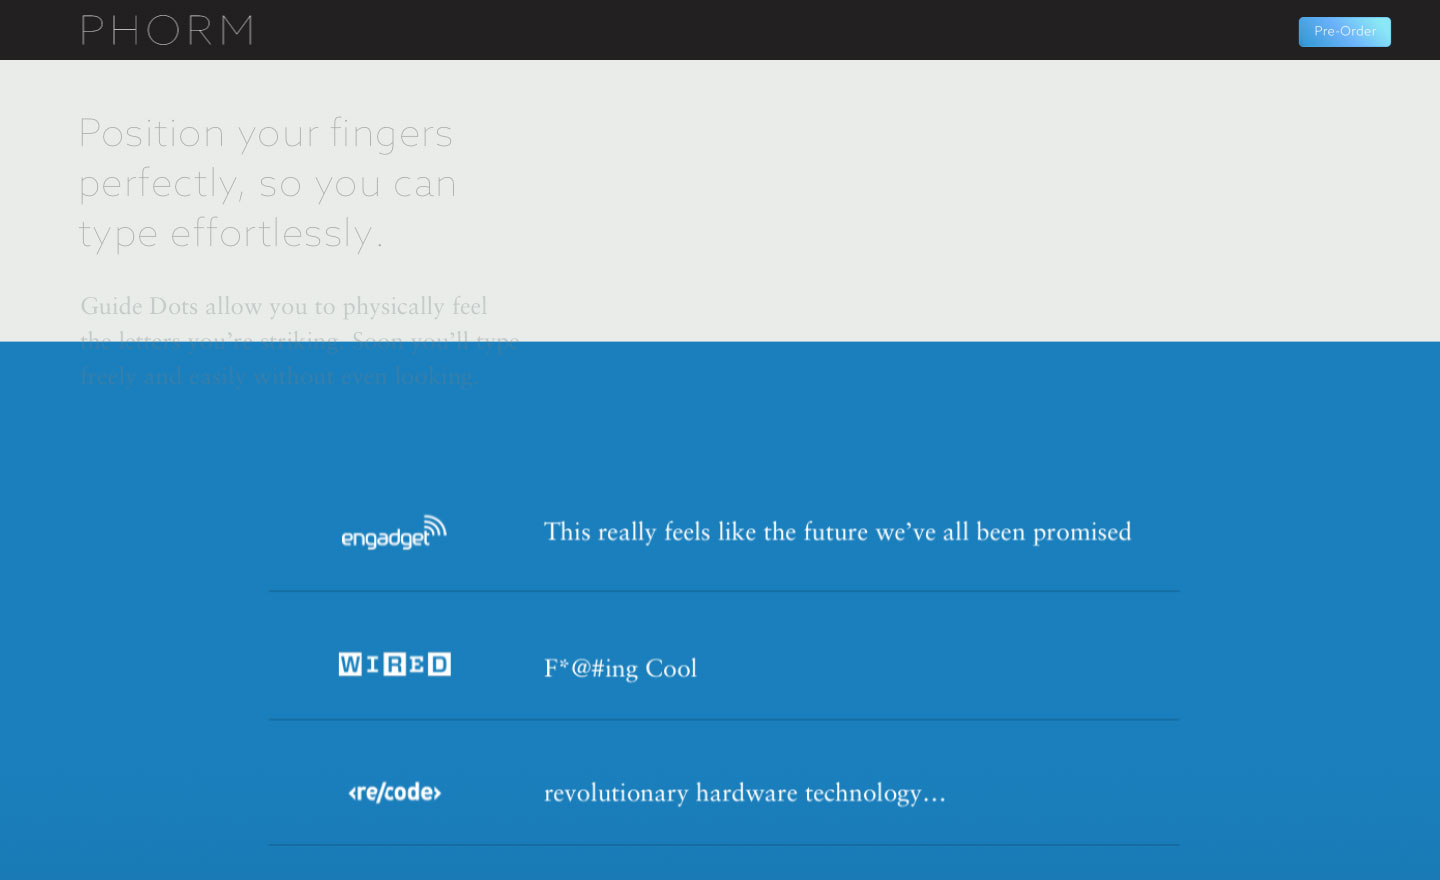 PHORM
Pre-Order
Position your fingers
perfectly, so you can
type effortlessly.
Guide Dots allow you to physically feel
the letters you’re striking. Soon you’ll type
freely and easily without even looking.
engadget
This really feels like the future we’ve all been promised
WIRED
F*@#ing Cool
<re/code>
revolutionary hardware technology…